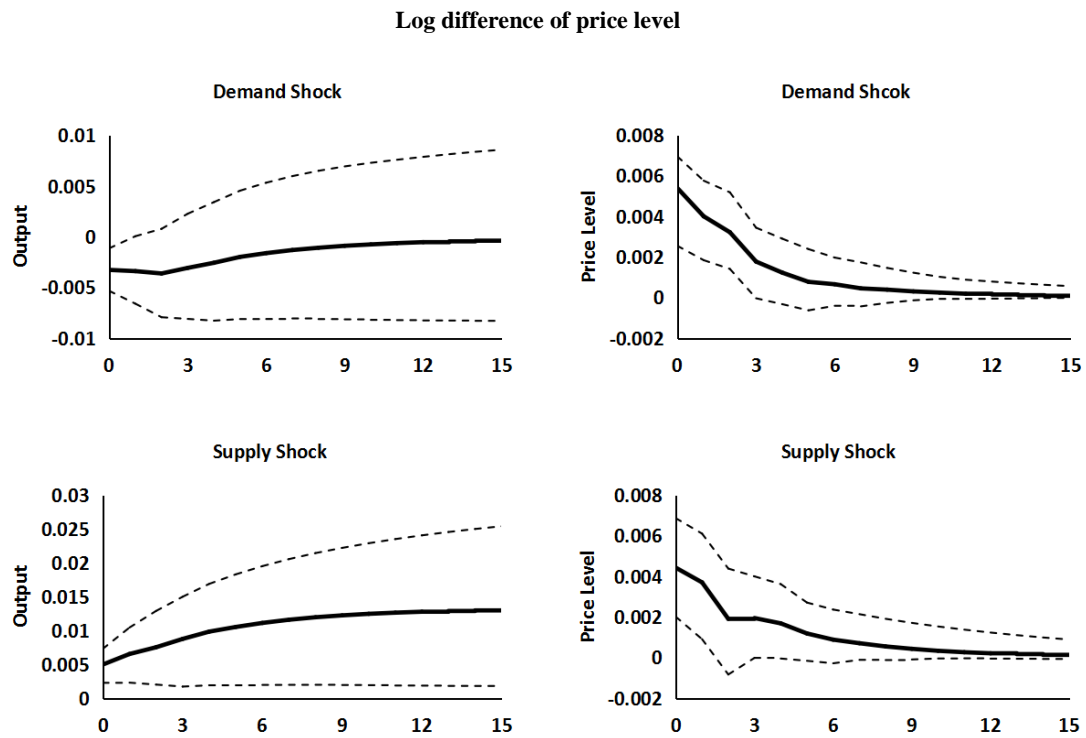 Log difference of price level
Demand Shock
0.01
0.005
0
-0.005
-0.01
Output
0 3 6 9 12 15
Demand Shcok
0.008
0.006
0.004
0.002
0
-0.002
Price Level
0 3 6 9 12 15
Supply Shock
0.03
0.025
0.02
0.015
0.01
0.005
0
Output
0 3 6 9 12 15
Supply Shock
0.008
0.006
0.004
0.002
0
-0.002
Price Level
0 3 6 9 12 15